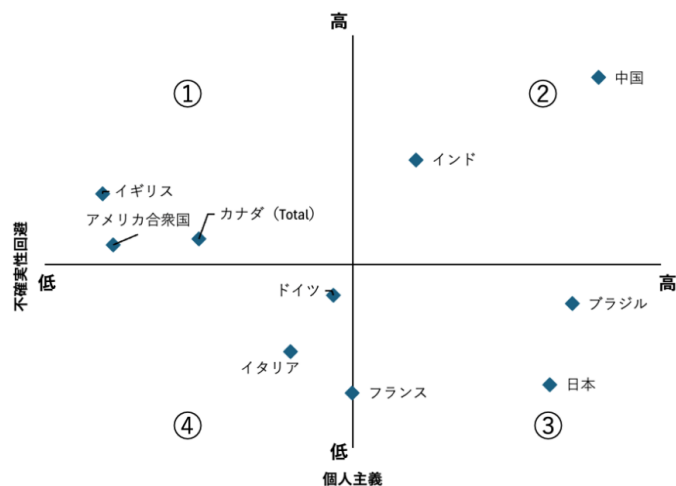 高
①
②
中国
インド
イギリス
アメリカ合衆国
カナダ（Total）
不確実性回避
低
高
ドイツ
ブラジル
イタリア
フランス
日本
④
③
低
個人主義